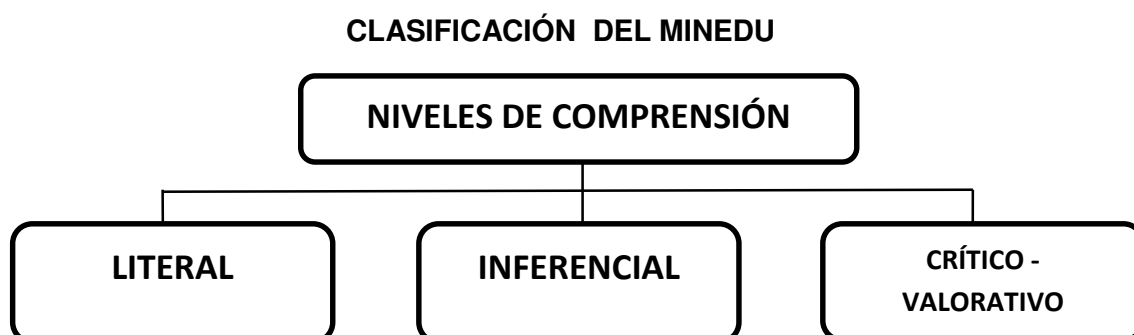 CLASIFICACIÓN DEL MINEDU
NIVELES DE COMPRENSIÓN
LITERAL
INFERENCIAL
CRÍTICO -
VALORATIVO